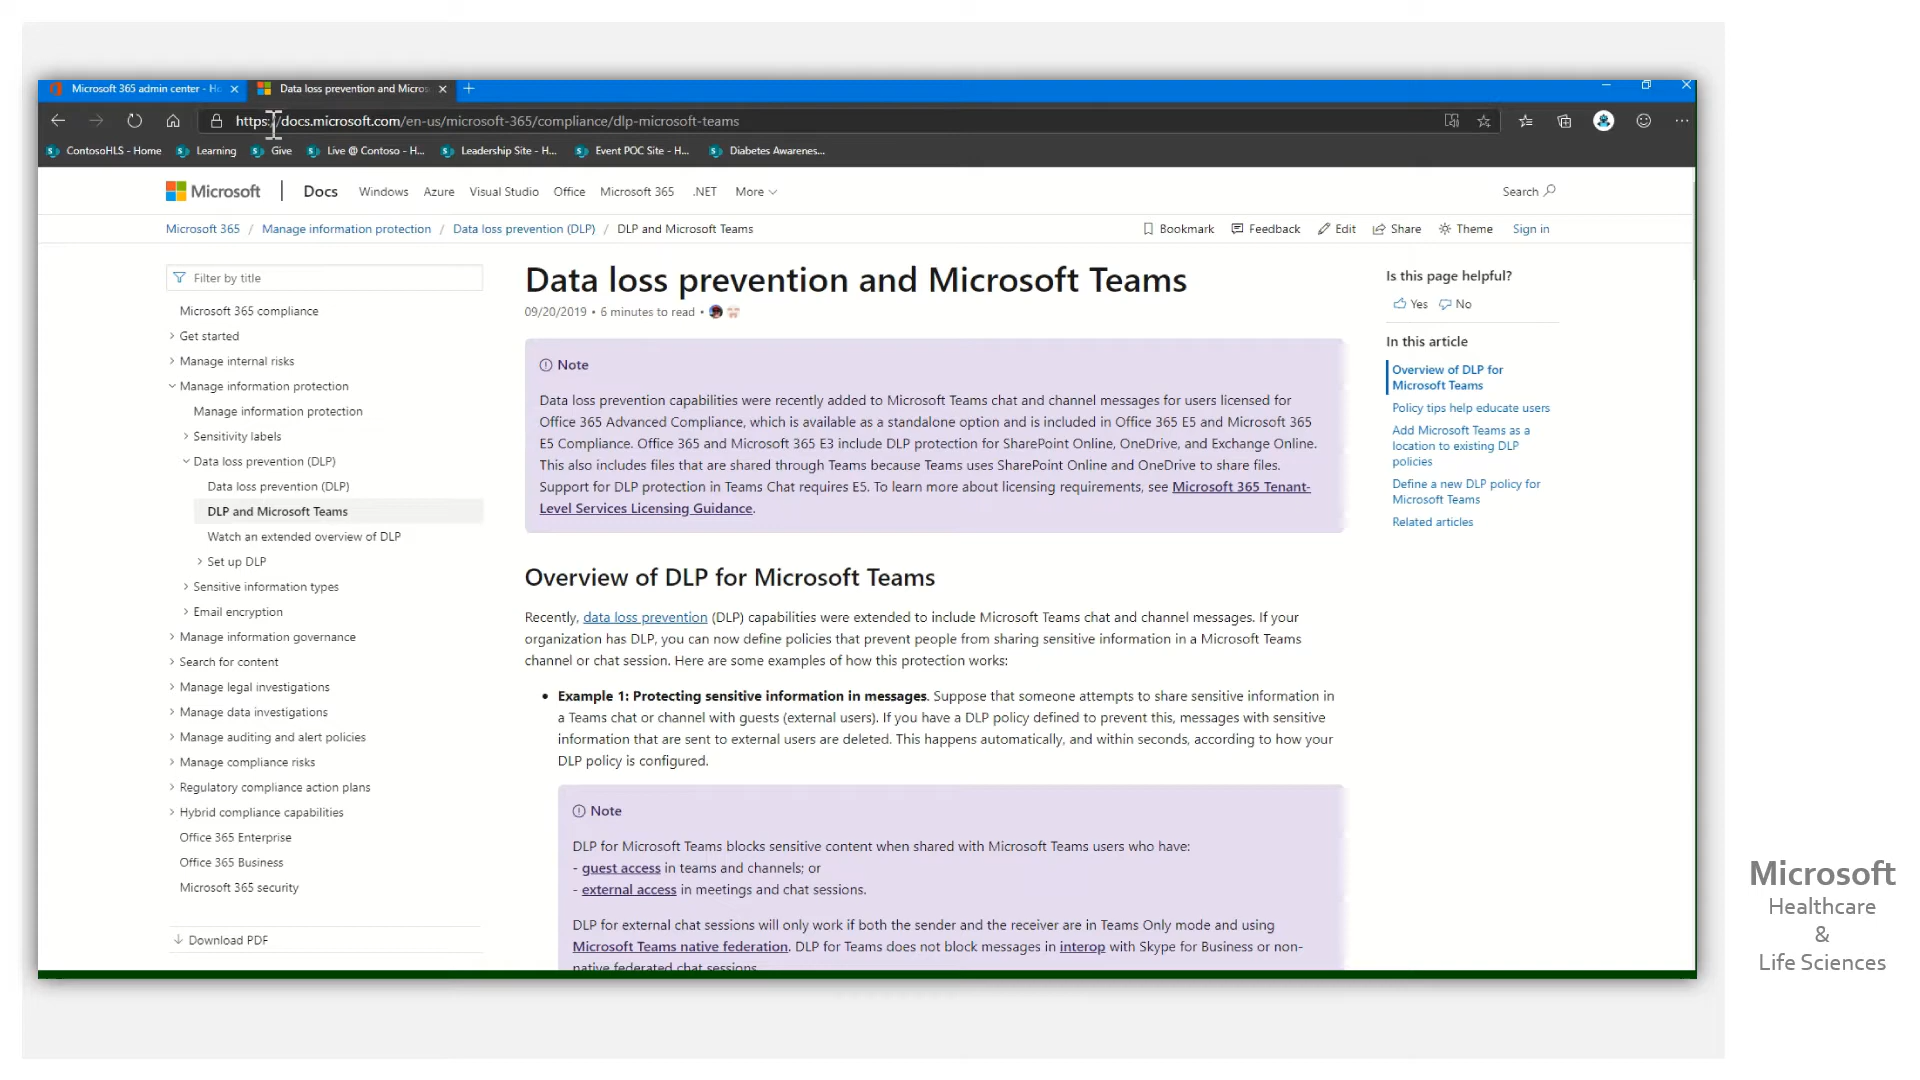 Microsoft 365 admin center - Ho
Data loss prevention and Micros
https://docs.microsoft.com/en-us/microsoft-365/compliance/dlp-microsoft-teams
ContosoHLS - Home
Learning
Give
Live @ Contoso - H...
Leadership Site - H...
Event POC Site - H...
Diabetes Awarenes...
Microsoft
Docs
Windows
Azure
Visual Studio
Office
Microsoft 365
.NET
More
Search
Microsoft 365 / Manage information protection / Data loss prevention (DLP) / DLP and Microsoft Teams
Bookmark
Feedback
Edit
Share
Theme
Sign in
Filter by title
Microsoft 365 compliance
Get started
Manage internal risks
Manage information protection
Manage information protection
Sensitivity labels
Data loss prevention (DLP)
Data loss prevention (DLP)
DLP and Microsoft Teams
Watch an extended overview of DLP
Set up DLP
Sensitive information types
Email encryption
Manage information governance
Search for content
Manage legal investigations
Manage data investigations
Manage auditing and alert policies
Manage compliance risks
Regulatory compliance action plans
Hybrid compliance capabilities
Office 365 Enterprise
Office 365 Business
Microsoft 365 security
Download PDF
Data loss prevention and Microsoft Teams
09/20/2019 • 6 minutes to read •
Note
Data loss prevention capabilities were recently added to Microsoft Teams chat and channel messages for users licensed for
Office 365 Advanced Compliance, which is available as a standalone option and is included in Office 365 E5 and Microsoft 365
E5 Compliance. Office 365 and Microsoft 365 E3 include DLP protection for SharePoint Online, OneDrive, and Exchange Online.
This also includes files that are shared through Teams because Teams uses SharePoint Online and OneDrive to share files.
Support for DLP protection in Teams Chat requires E5. To learn more about licensing requirements, see Microsoft 365 Tenant-
Level Services Licensing Guidance.
Overview of DLP for Microsoft Teams
Recently, data loss prevention (DLP) capabilities were extended to include Microsoft Teams chat and channel messages. If your
organization has DLP, you can now define policies that prevent people from sharing sensitive information in a Microsoft Teams
channel or chat session. Here are some examples of how this protection works:
• Example 1: Protecting sensitive information in messages. Suppose that someone attempts to share sensitive information in
a Teams chat or channel with guests (external users). If you have a DLP policy defined to prevent this, messages with sensitive
information that are sent to external users are deleted. This happens automatically, and within seconds, according to how your
DLP policy is configured.
Note
DLP for Microsoft Teams blocks sensitive content when shared with Microsoft Teams users who have:
- guest access in teams and channels; or
- external access in meetings and chat sessions.
DLP for external chat sessions will only work if both the sender and the receiver are in Teams Only mode and using
Microsoft Teams native federation. DLP for Teams does not block messages in interop with Skype for Business or non-
native federated chat sessions.
Is this page helpful?
Yes
No
In this article
Overview of DLP for
Microsoft Teams
Policy tips help educate users
Add Microsoft Teams as a
location to existing DLP
policies
Define a new DLP policy for
Microsoft Teams
Related articles
Microsoft
Healthcare
&
Life Sciences